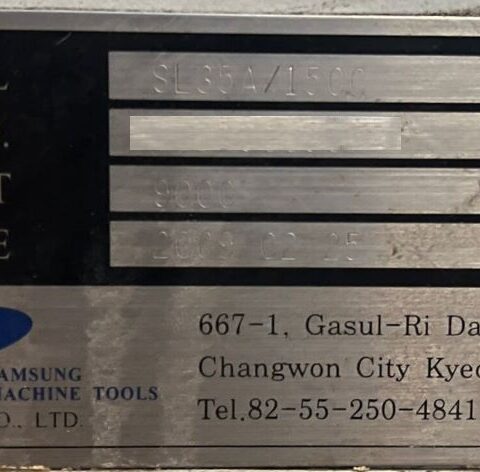 L SL35A/1500
.
T 9000
E 2009 02 25
667-1, Gasul-Ri Da
Changwon City Kyeo
Tel.82-55-250-4841
AMSUNG
MACHINE TOOLS
O., LTD.